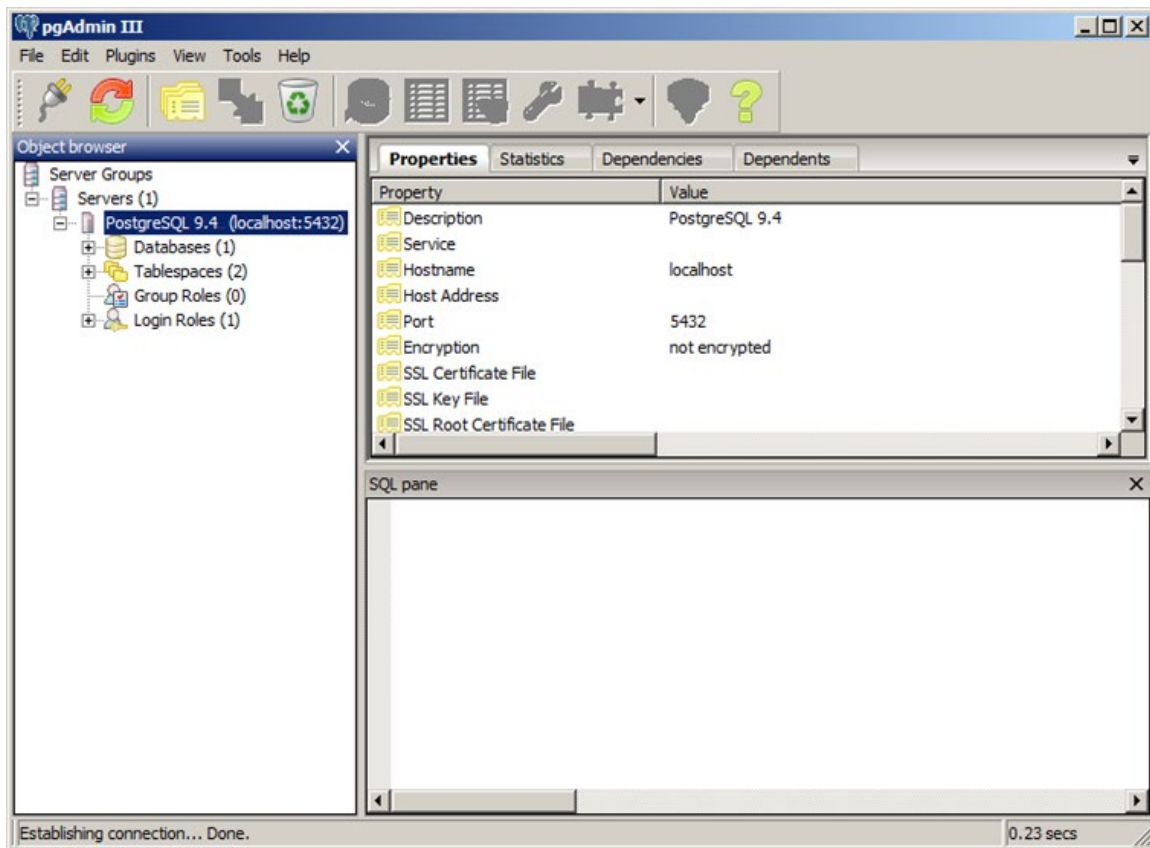 pgAdmin III
File Edit Plugins View Tools Help
Object browser
Server Groups
Servers (1)
PostgreSQL 9.4 (localhost:5432)
Databases (1)
Tablespaces (2)
Group Roles (0)
Login Roles (1)
Properties Statistics Dependencies Dependents
Property Value
Description PostgreSQL 9.4
Service
Hostname localhost
Host Address
Port 5432
Encryption not encrypted
SSL Certificate File
SSL Key File
SSL Root Certificate File
SQL pane
Establishing connection... Done. 0.23 secs